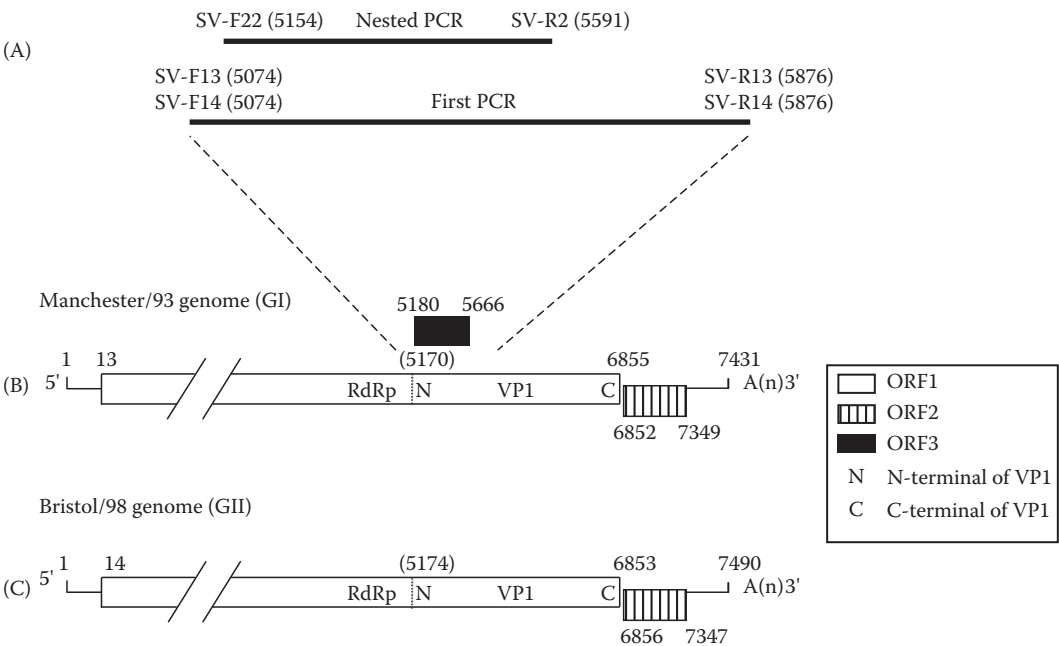 SV-F22 (5154) Nested PCR SV-R2 (5591)
(A)
SV-F13 (5074) SV-R13 (5876)
SV-F14 (5074) First PCR SV-R14 (5876)
Manchester/93 genome (GI)
5180 5666
1 13 (5170) 6855 7431
(B) 5' RdRp N VP1 C A(n)3'
6852 7349
ORF1
ORF2
ORF3
N N-terminal of VP1
C C-terminal of VP1
Bristol/98 genome (GII)
1 14 (5174) 6853 7490
(C) 5' RdRp N VP1 C A(n)3'
6856 7347